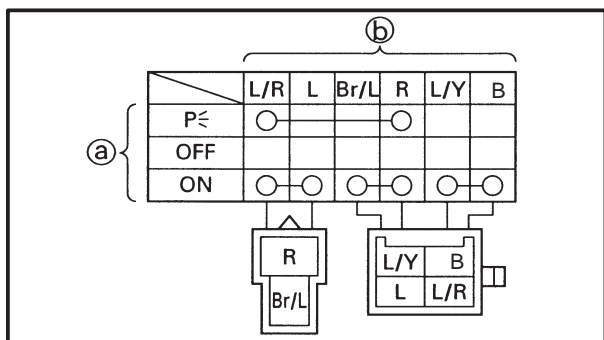 ⓑ
L/R L Br/L R L/Y B
ⓐ
P
OFF
ON
R
L/Y B
Br/L
L L/R